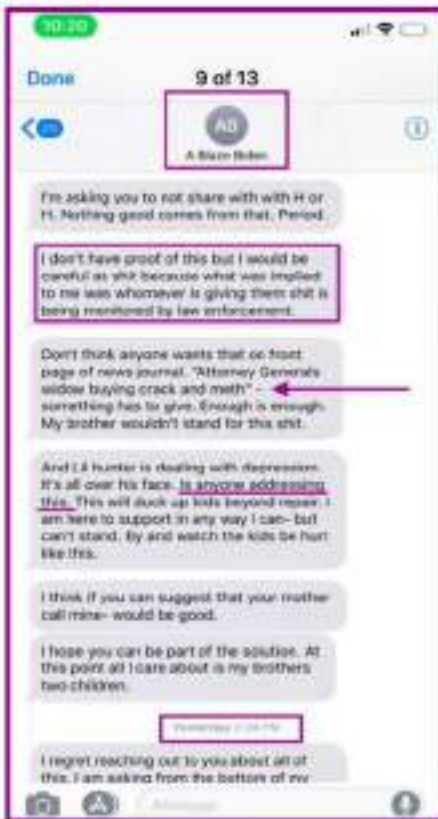 10:20
Done
9 of 13
AB
I'm asking you to not share with with H or
H. Nothing good comes from that. Period.
I don't have proof of this but I would be
careful as shit because what was implied
to me was whomever is giving them shit is
being monitored by law enforcement.
Don't think anyone wants that on front
page of news journal. "Attorney Generals
widow buying crack and meth" -
something has to give. Enough is enough.
My brother wouldn't stand for this shit.
And Lil hunter is dealing with depression.
It's all over his face. Is anyone addressing
this. This will duck up kids beyond repair. I
am here to support in any way I can- but
can't stand. By and watch the kids be hurt
like this.
I think if you can suggest that your mother
call mine- would be good.
I hope you can be part of the solution. At
this point all I care about is my brothers
two children.
Yesterday
I regret reaching out to you about all of
this. I am asking from the bottom of my
iMessage